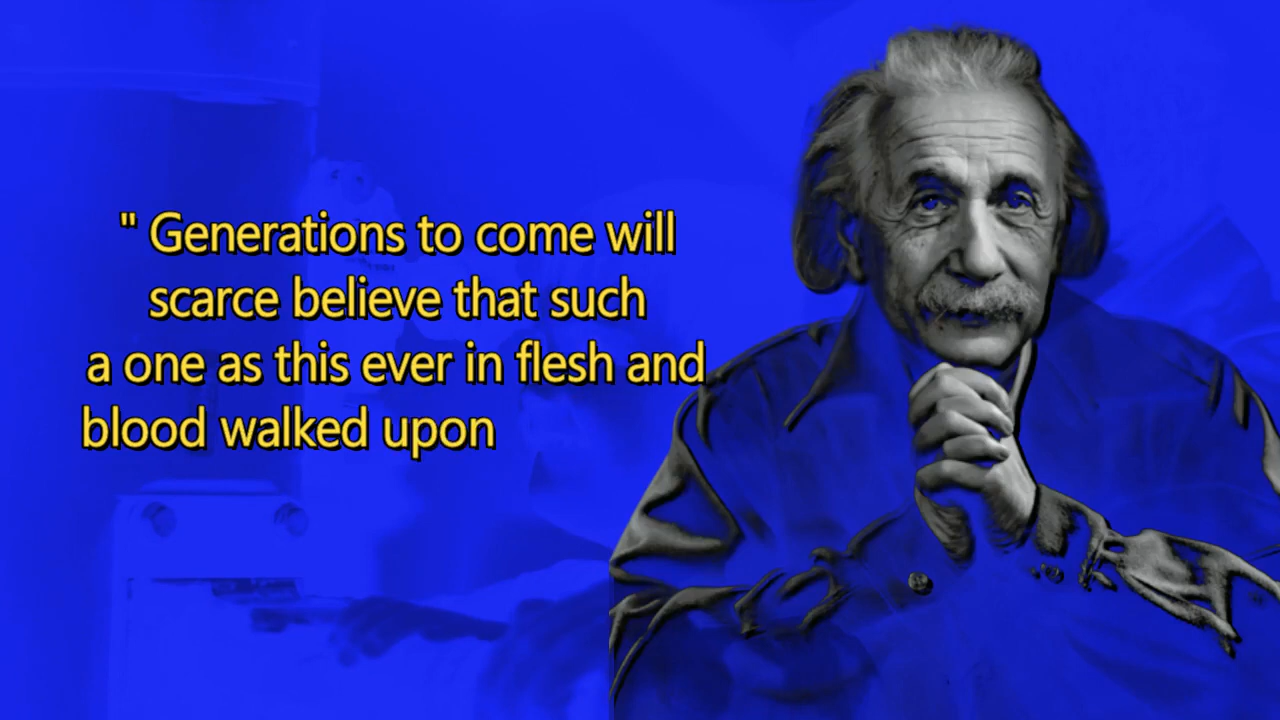 " Generations to come will
scarce believe that such
a one as this ever in flesh and
blood walked upon